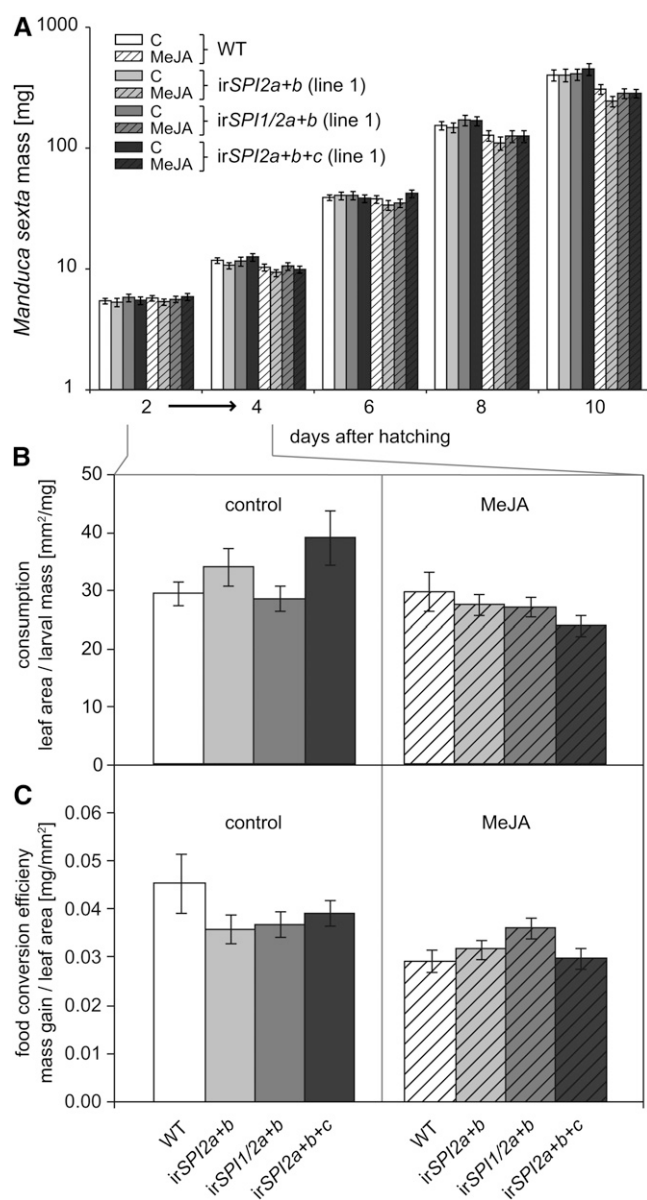 A
Manduca sexta mass [mg]
1000
100
10
1
C
MeJA
WT
C
MeJA
irSPI2a+b (line 1)
C
MeJA
irSPI1/2a+b (line 1)
C
MeJA
irSPI2a+b+c (line 1)
2 4 6 8 10
days after hatching
B
consumption
leaf area / larval mass [mm²/mg]
50
40
30
20
10
0
control
MeJA
C
food conversion efficieny
mass gain / leaf area [mg/mm²]
0.06
0.05
0.04
0.03
0.02
0.01
0.00
control
MeJA
WT
irSPI2a+b
irSPI1/2a+b
irSPI2a+b+c
WT
irSPI2a+b
irSPI1/2a+b
irSPI2a+b+c